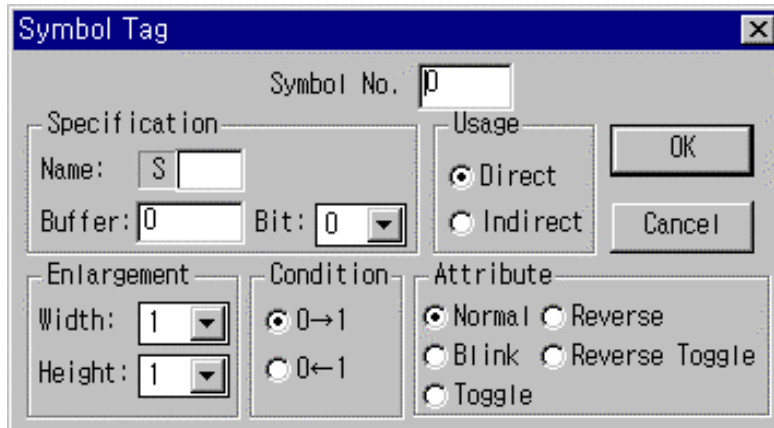 Symbol Tag
Symbol No. 0
Specification
Name: S
Buffer: 0 Bit: 0
Usage
Direct
Indirect
OK
Cancel
Enlargement
Width: 1
Height: 1
Condition
0→1
0←1
Attribute
Normal Reverse
Blink Reverse Toggle
Toggle